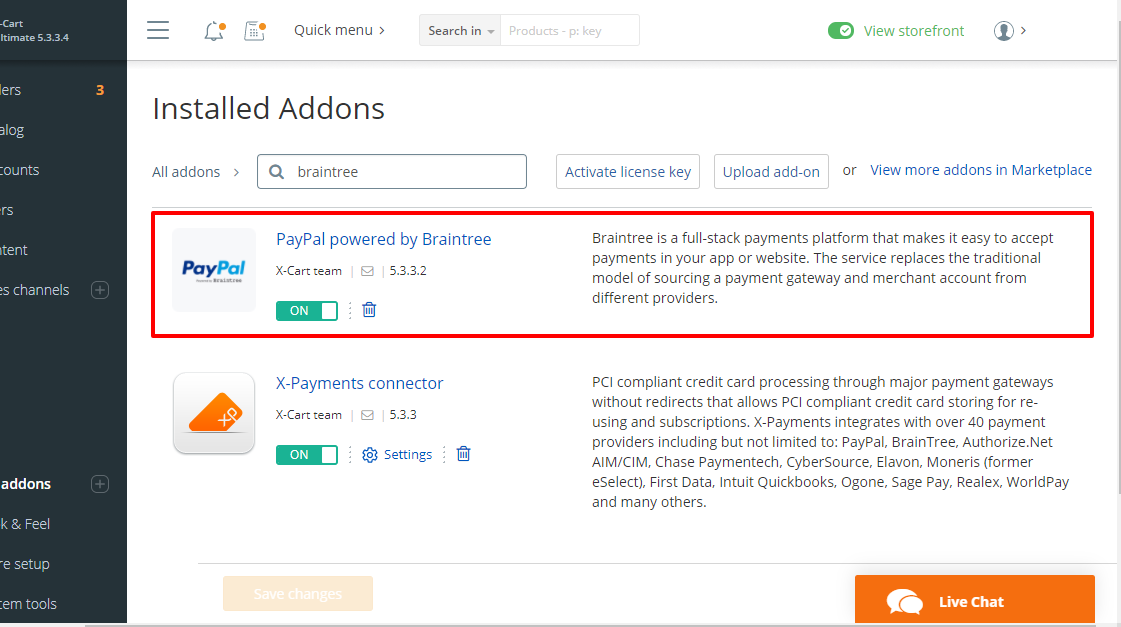 -Cart
ltimate 5.3.3.4
Quick menu
Search in
Products - p: key
View storefront
ders
3
alog
counts
ers
ntent
es channels
addons
k & Feel
re setup
tem tools
Installed Addons
All addons
braintree
Activate license key
Upload add-on
or
View more addons in Marketplace
PayPal
Powered by Braintree
PayPal powered by Braintree
X-Cart team | 5.3.3.2
ON
Braintree is a full-stack payments platform that makes it easy to accept
payments in your app or website. The service replaces the traditional
model of sourcing a payment gateway and merchant account from
different providers.
XP
X-Payments connector
X-Cart team | 5.3.3
ON
Settings
PCI compliant credit card processing through major payment gateways
without redirects that allows PCI compliant credit card storing for re-
using and subscriptions. X-Payments integrates with over 40 payment
providers including but not limited to: PayPal, BrainTree, Authorize.Net
AIM/CIM, Chase Paymentech, CyberSource, Elavon, Moneris (former
eSelect), First Data, Intuit Quickbooks, Ogone, Sage Pay, Realex, WorldPay
and many others.
Save changes
Live Chat